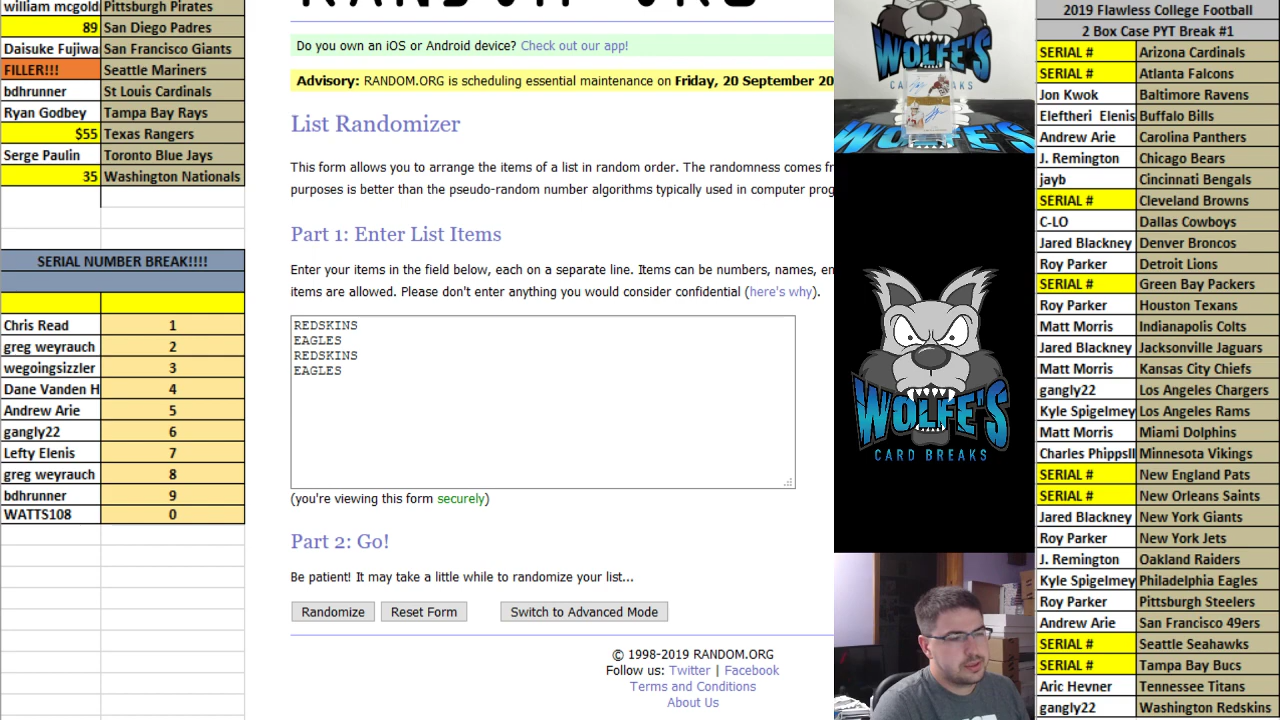 william mcgold Pittsburgh Pirates
89 San Diego Padres
Daisuke Fujiwa San Francisco Giants
FILLER!!! Seattle Mariners
bdhrunner St Louis Cardinals
Ryan Godbey Tampa Bay Rays
$55 Texas Rangers
Serge Paulin Toronto Blue Jays
35 Washington Nationals
SERIAL NUMBER BREAK!!!!
Chris Read 1
greg weyrauch 2
wegoingsizzler 3
Dane Vanden H 4
Andrew Arie 5
gangly22 6
Lefty Elenis 7
greg weyrauch 8
bdhrunner 9
WATTS108 0
RANDOM.ORG
Do you own an iOS or Android device? Check out our app!
Advisory: RANDOM.ORG is scheduling essential maintenance on Friday, 20 September 20
List Randomizer
This form allows you to arrange the items of a list in random order. The randomness comes fr
purposes is better than the pseudo-random number algorithms typically used in computer prog
Part 1: Enter List Items
Enter your items in the field below, each on a separate line. Items can be numbers, names, en
items are allowed. Please don't enter anything you would consider confidential (here's why).
REDSKINS
EAGLES
REDSKINS
EAGLES
(you're viewing this form securely)
Part 2: Go!
Be patient! It may take a little while to randomize your list...
Randomize Reset Form Switch to Advanced Mode
© 1998-2019 RANDOM.ORG
Follow us: Twitter | Facebook
Terms and Conditions
About Us
WOLFE'S
CARD BREAKS
WOLFE'S
CARD BREAKS
2019 Flawless College Football
2 Box Case PYT Break #1
SERIAL # Arizona Cardinals
SERIAL # Atlanta Falcons
Jon Kwok Baltimore Ravens
Eleftheri Elenis Buffalo Bills
Andrew Arie Carolina Panthers
J. Remington Chicago Bears
jayb Cincinnati Bengals
SERIAL # Cleveland Browns
C-LO Dallas Cowboys
Jared Blackney Denver Broncos
Roy Parker Detroit Lions
SERIAL # Green Bay Packers
Roy Parker Houston Texans
Matt Morris Indianapolis Colts
Jared Blackney Jacksonville Jaguars
Matt Morris Kansas City Chiefs
gangly22 Los Angeles Chargers
Kyle Spigelmey Los Angeles Rams
Matt Morris Miami Dolphins
Charles Phippsll Minnesota Vikings
SERIAL # New England Pats
SERIAL # New Orleans Saints
Jared Blackney New York Giants
Roy Parker New York Jets
J. Remington Oakland Raiders
Kyle Spigelmey Philadelphia Eagles
Roy Parker Pittsburgh Steelers
Andrew Arie San Francisco 49ers
SERIAL # Seattle Seahawks
SERIAL # Tampa Bay Bucs
Aric Hevner Tennessee Titans
gangly22 Washington Redskins